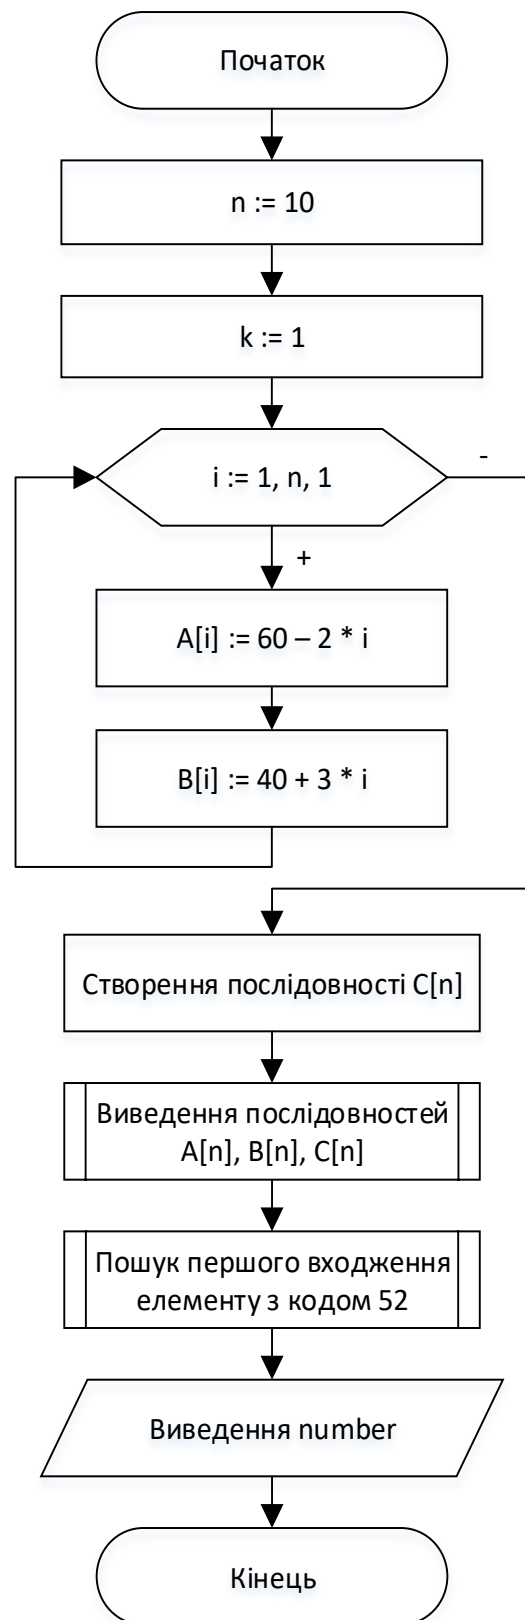 Початок
n := 10
k := 1
i := 1, n, 1
-
+
A[i] := 60 – 2 * i
B[i] := 40 + 3 * i
Створення послідовності C[n]
Виведення послідовностей
A[n], B[n], C[n]
Пошук першого входження
елементу з кодом 52
Виведення number
Кінець